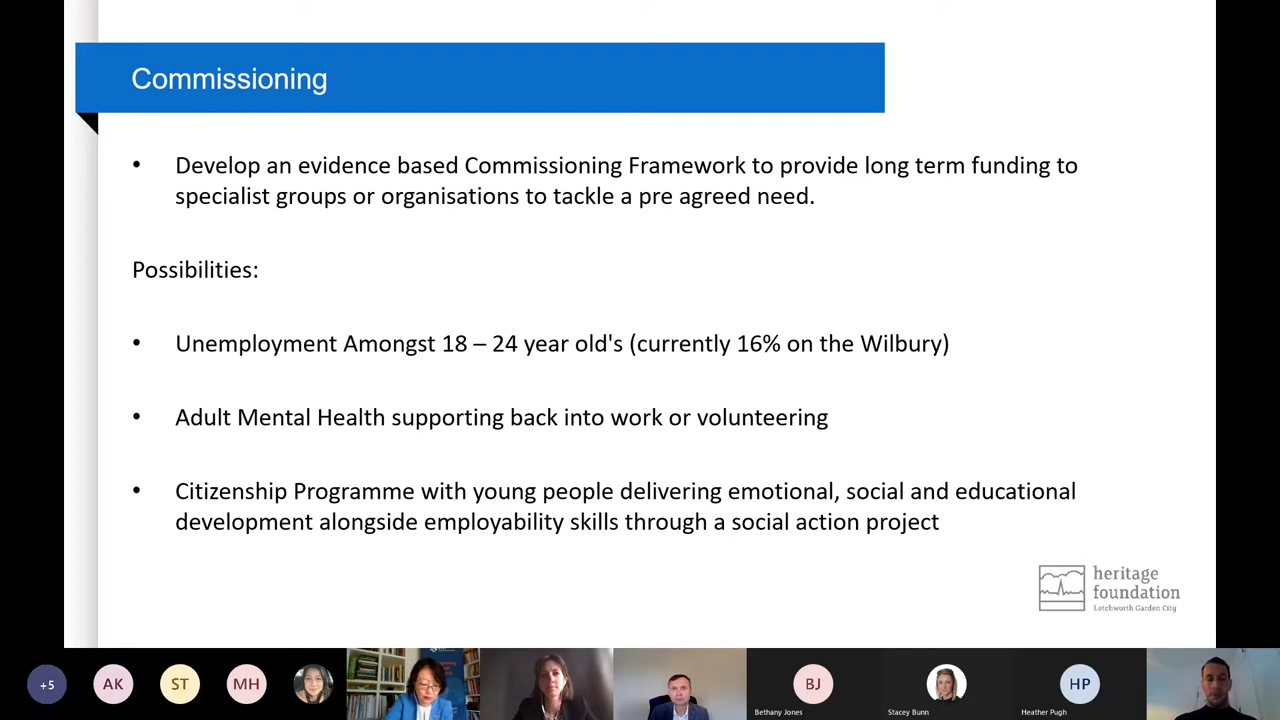 Commissioning
• Develop an evidence based Commissioning Framework to provide long term funding to
specialist groups or organisations to tackle a pre agreed need.
Possibilities:
• Unemployment Amongst 18 – 24 year old's (currently 16% on the Wilbury)
• Adult Mental Health supporting back into work or volunteering
• Citizenship Programme with young people delivering emotional, social and educational
development alongside employability skills through a social action project
heritage
foundation
Letchworth Garden City
+5
AK
ST
MH
BJ
HP
Bethany Jones
Stacey Bunn
Heather Pugh